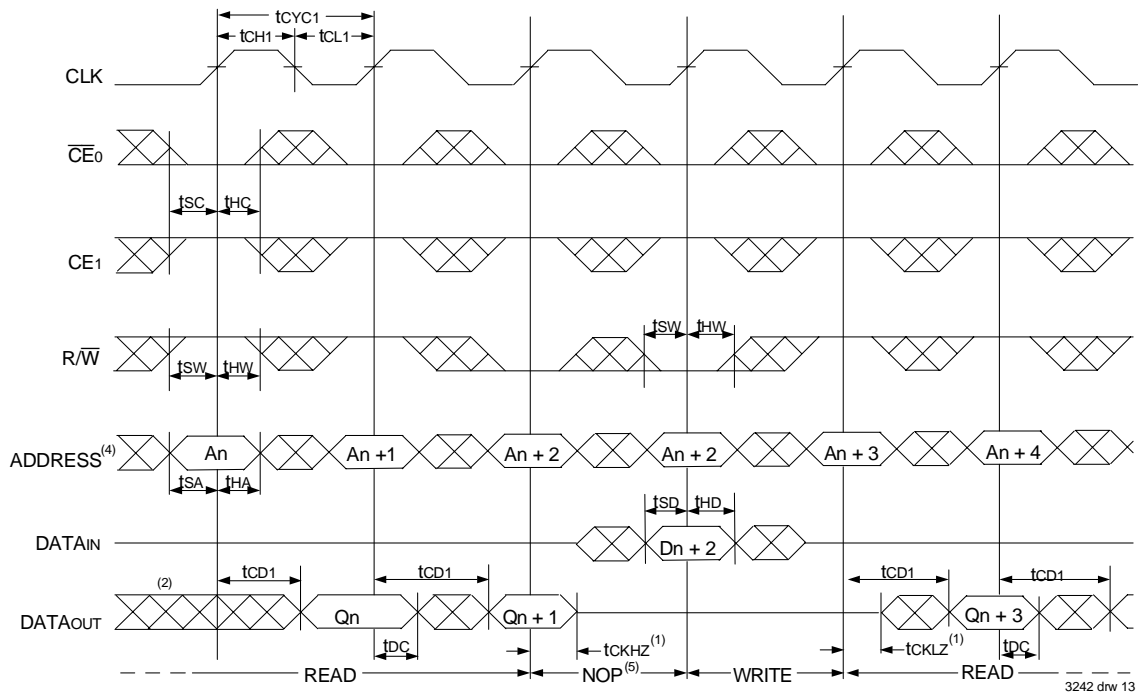 tCYC1
tCH1 tCL1
CLK
CE0
tSC tHC
CE1
tSW tHW
R/W
tSW tHW
ADDRESS(4) An An +1 An + 2 An + 2 An + 3 An + 4
tSA tHA
tSD tHD
DATAIN Dn + 2
(2) tCD1 tCD1 tCD1 tCD1
DATAOUT Qn Qn + 1 Qn + 3
tDC tCKHZ(1) tCKLZ(1) tDC
READ NOP(5) WRITE READ
3242 drw 13